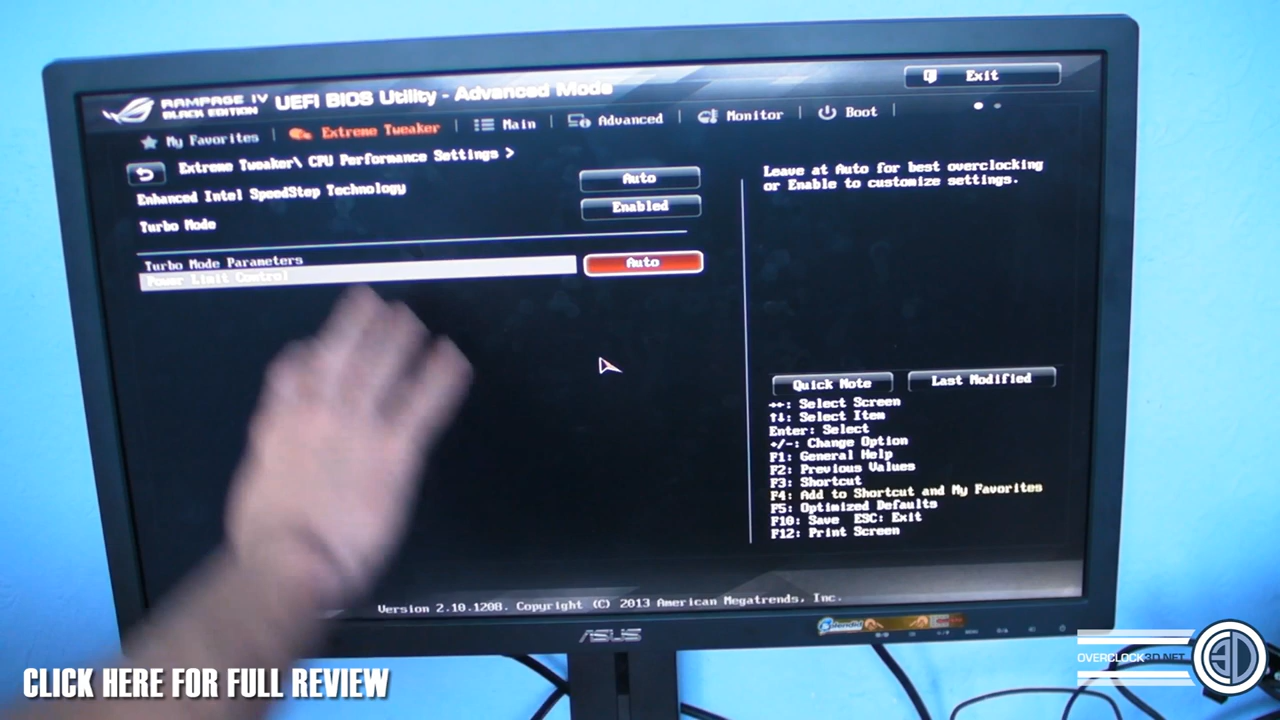 RAMPAGE IV
BLACK EDITION
UEFI BIOS Utility - Advanced Mode
Exit
My Favorites
Extreme Tweaker
Main
Advanced
Monitor
Boot
Extreme Tweaker\ CPU Performance Settings >
Enhanced Intel SpeedStep Technology
Auto
Turbo Mode
Enabled
Turbo Mode Parameters
Power Limit Control
Auto
Leave at Auto for best overclocking
or Enable to customize settings.
Quick Note
Last Modified
→←: Select Screen
↑↓: Select Item
Enter: Select
+/-: Change Option
F1: General Help
F2: Previous Values
F3: Shortcut
F4: Add to Shortcut and My Favorites
F5: Optimized Defaults
F10: Save ESC: Exit
F12: Print Screen
Version 2.10.1208. Copyright (C) 2013 American Megatrends, Inc.
ASUS
Splendid
CLICK HERE FOR FULL REVIEW
OVERCLOCK3D.NET
3D